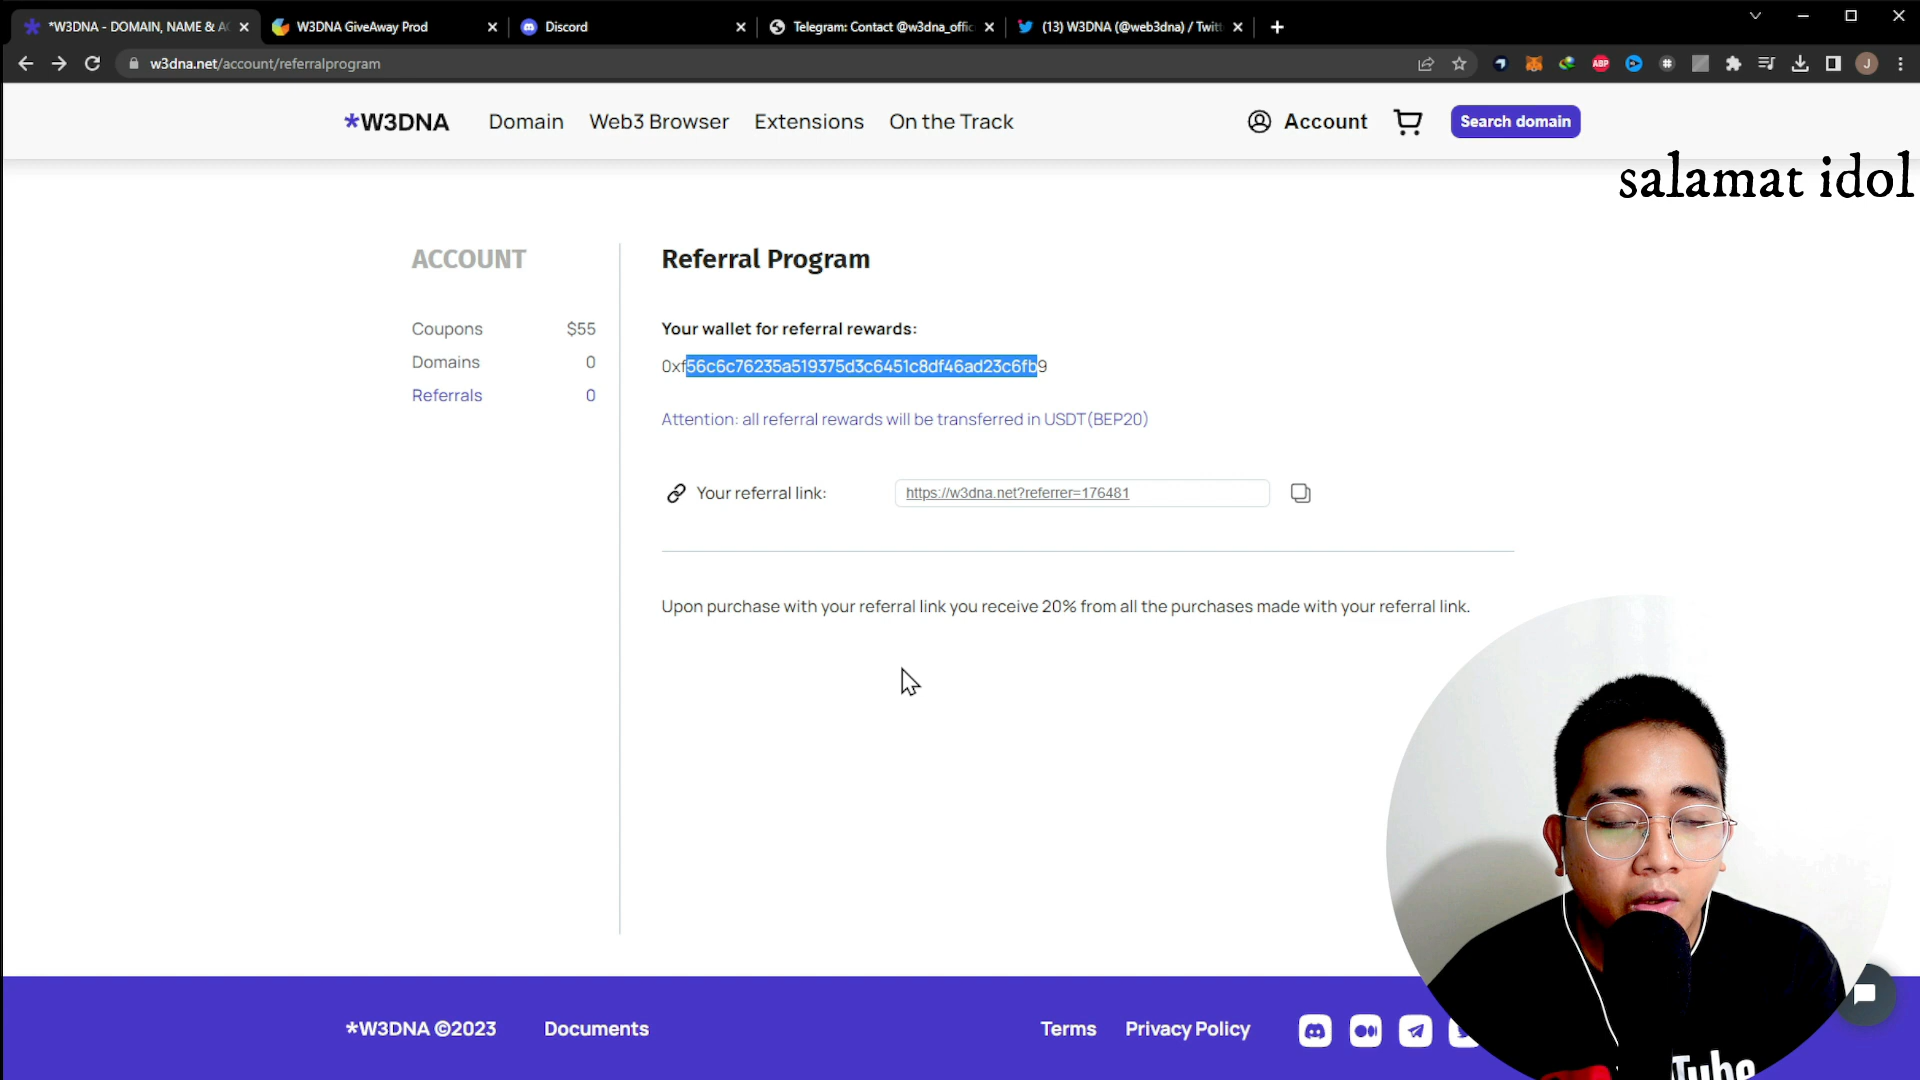 *W3DNA - DOMAIN, NAME & A
W3DNA GiveAway Prod
Discord
Telegram: Contact @w3dna_offic
(13) W3DNA (@web3dna) / Twitt
w3dna.net/account/referralprogram
ABP
J
*W3DNA
Domain
Web3 Browser
Extensions
On the Track
Account
Search domain
salamat idol
ACCOUNT
Coupons $55
Domains 0
Referrals 0
Referral Program
Your wallet for referral rewards:
0xf56c6c76235a519375d3c6451c8df46ad23c6fb9
Attention: all referral rewards will be transferred in USDT(BEP20)
Your referral link:
https://w3dna.net?referrer=176481
Upon purchase with your referral link you receive 20% from all the purchases made with your referral link.
*W3DNA ©2023
Documents
Terms
Privacy Policy
Tube